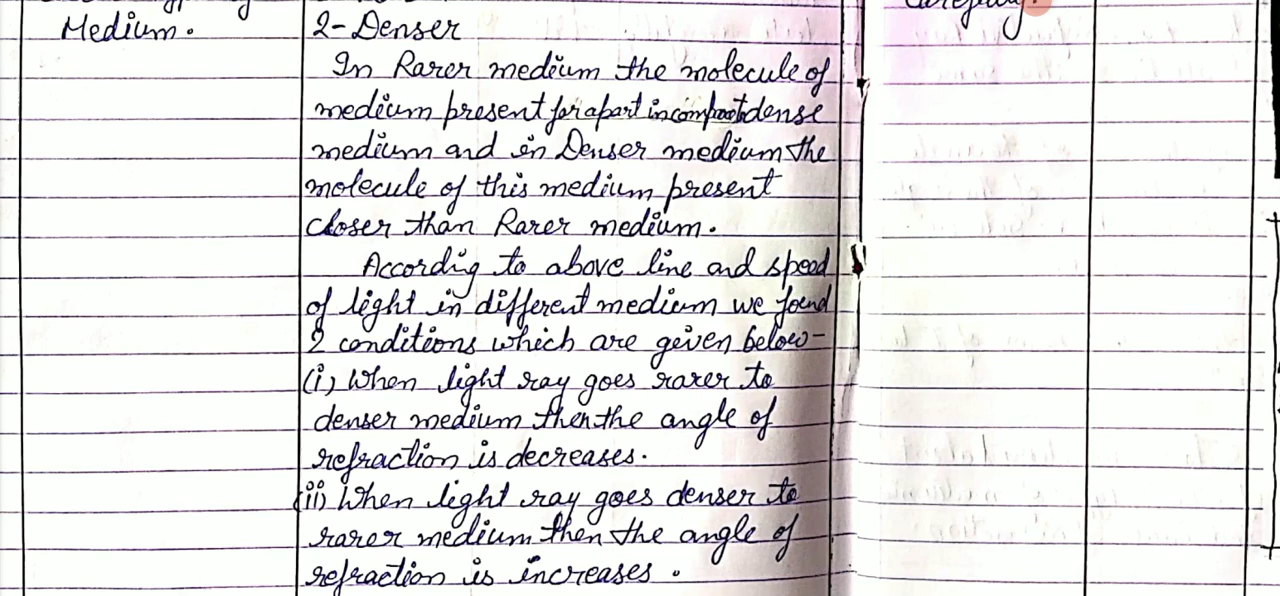 Medium.
2-Denser
In Rarer medium the molecule of
medium present far apart in compact dense
medium and in Denser medium the
molecule of this medium present
closer than Rarer medium.
According to above line and speed
of light in different medium we found
2 conditions which are given below-
(i) When light ray goes rarer to
denser medium then the angle of
refraction is decreases.
(ii) When light ray goes denser to
rarer medium then the angle of
refraction is increases.